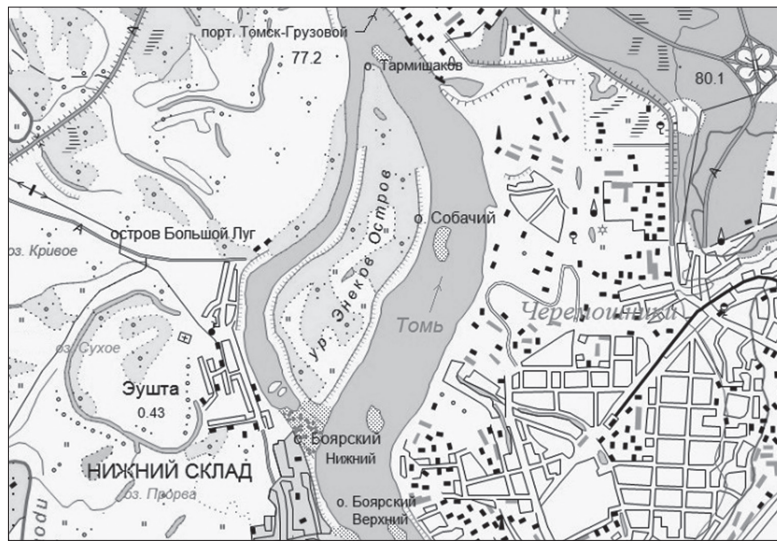 порт. Томск-Грузовой
77.2
о. Тармишаков
80.1
остров Большой Луг
о. Собачий
оз. Кривое
ур. Энеков Остров
Томь
Черемошники
оз. Сухое
Эушта
0.43
о. Боярский
Нижний
НИЖНИЙ СКЛАД
оз. Прорва
о. Боярский
Верхний